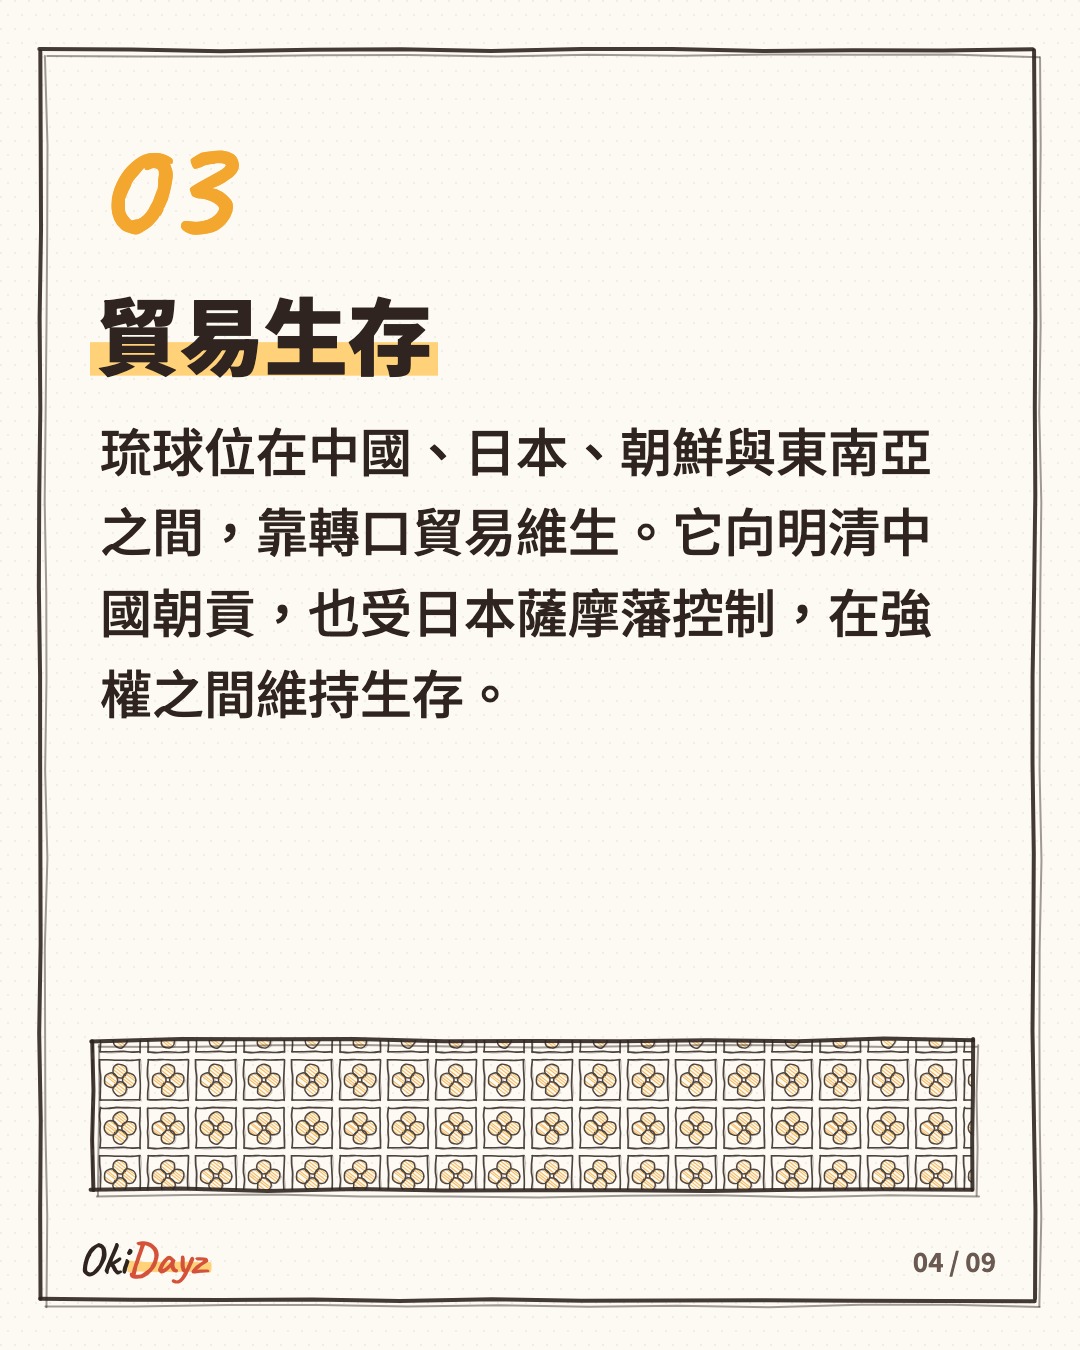 03
貿易生存
琉球位在中國、日本、朝鮮與東南亞
之間，靠轉口貿易維生。它向明清中
國朝貢，也受日本薩摩藩控制，在強
權之間維持生存。
OkiDayz
04 / 09